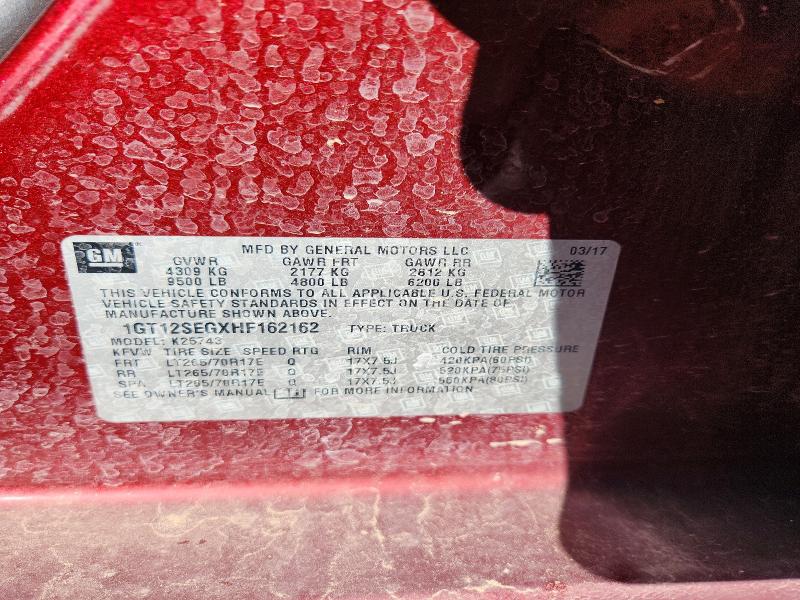 GM
MFD BY GENERAL MOTORS LLC 03/17
GVWR GAWR FRT GAWR RR
4309 KG 2177 KG 2812 KG
9500 LB 4800 LB 6200 LB
THIS VEHICLE CONFORMS TO ALL APPLICABLE U.S. FEDERAL MOTOR
VEHICLE SAFETY STANDARDS IN EFFECT ON THE DATE OF
MANUFACTURE SHOWN ABOVE.
1GT12SEGXHF162162 TYPE: TRUCK
MODEL: K25743
KFVW TIRE SIZE SPEED RTG RIM COLD TIRE PRESSURE
FRT LT265/70R17E Q 17X7.5J 420KPA(60PSI)
RR LT265/70R17E Q 17X7.5J 520KPA(75PSI)
SPA LT265/70R17E Q 17X7.5J 550KPA(80PSI)
SEE OWNER'S MANUAL FOR MORE INFORMATION